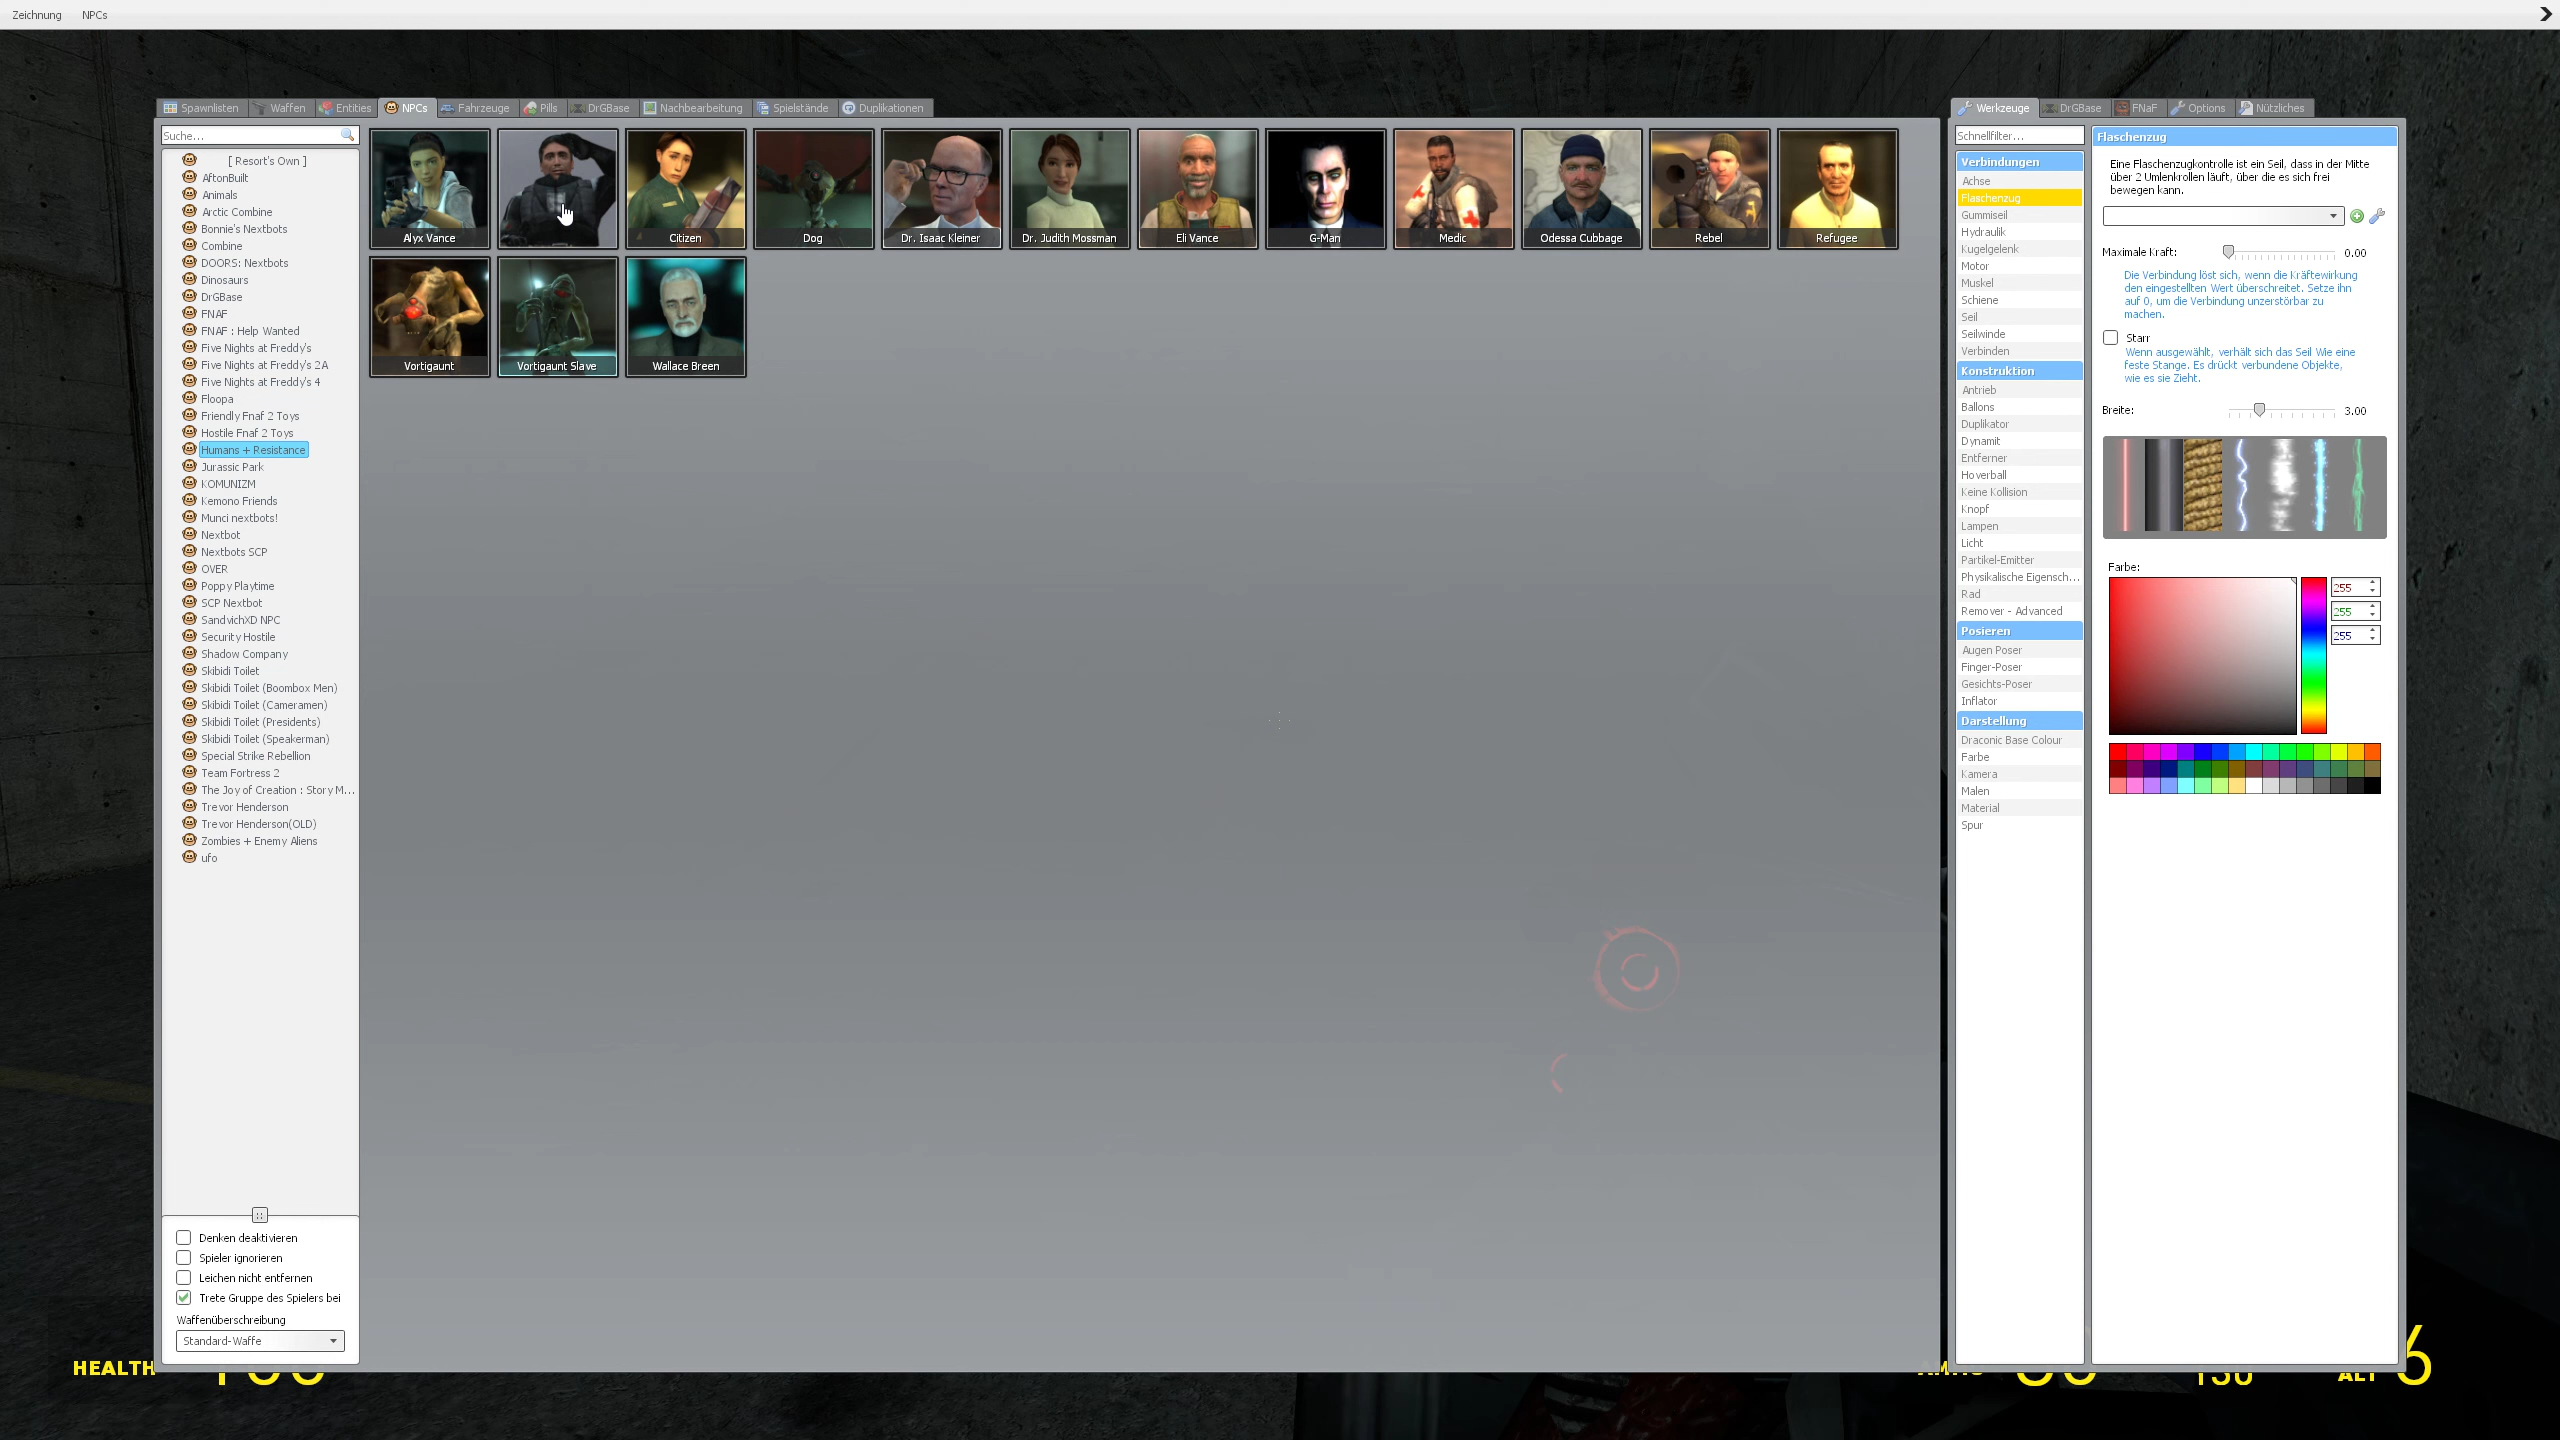 Zeichnung NPCs
Spawnlisten Waffen Entities NPCs Fahrzeuge Pills DrGBase Nachbearbeitung Spielstände Duplikationen
Suche...
[ Resort's Own ]
AftonBuilt
Animals
Arctic Combine
Bonnie's Nextbots
Combine
DOORS: Nextbots
Dinosaurs
DrGBase
FNAF
FNAF : Help Wanted
Five Nights at Freddy's
Five Nights at Freddy's 2A
Five Nights at Freddy's 4
Floopa
Friendly Fnaf 2 Toys
Hostile Fnaf 2 Toys
Humans + Resistance
Jurassic Park
KOMUNIZM
Kemono Friends
Munci nextbots!
Nextbot
Nextbots SCP
OVER
Poppy Playtime
SCP Nextbot
SandvichXD NPC
Security Hostile
Shadow Company
Skibidi Toilet
Skibidi Toilet (Boombox Men)
Skibidi Toilet (Cameramen)
Skibidi Toilet (Presidents)
Skibidi Toilet (Speakerman)
Special Strike Rebellion
Team Fortress 2
The Joy of Creation : Story M...
Trevor Henderson
Trevor Henderson(OLD)
Zombies + Enemy Aliens
ufo
Denken deaktivieren
Spieler ignorieren
Leichen nicht entfernen
Trete Gruppe des Spielers bei
Waffenüberschreibung
Standard-Waffe
Alyx Vance Citizen Dog Dr. Isaac Kleiner Dr. Judith Mossman Eli Vance G-Man Medic Odessa Cubbage Rebel Refugee
Vortigaunt Vortigaunt Slave Wallace Breen
Werkzeuge DrGBase FNaF Options Nützliches
Schnellfilter...
Verbindungen
Achse
Flaschenzug
Gummiseil
Hydraulik
Kugelgelenk
Motor
Muskel
Schiene
Seil
Seilwinde
Verbinden
Konstruktion
Antrieb
Ballons
Duplikator
Dynamit
Entferner
Hoverball
Keine Kollision
Knopf
Lampen
Licht
Partikel-Emitter
Physikalische Eigensch...
Rad
Remover - Advanced
Posieren
Augen Poser
Finger-Poser
Gesichts-Poser
Inflator
Darstellung
Draconic Base Colour
Farbe
Kamera
Malen
Material
Spur
Flaschenzug
Eine Flaschenzugkontrolle ist ein Seil, dass in der Mitte
über 2 Umlenkrollen läuft, über die es sich frei
bewegen kann.
Maximale Kraft: 0.00
Die Verbindung löst sich, wenn die Kräftewirkung
den eingestellten Wert überschreitet. Setze ihn
auf 0, um die Verbindung unzerstörbar zu
machen.
Starr
Wenn ausgewählt, verhält sich das Seil Wie eine
feste Stange. Es drückt verbundene Objekte,
wie es sie Zieht.
Breite: 3.00
Farbe:
255
255
255
HEALTH
ALT 6